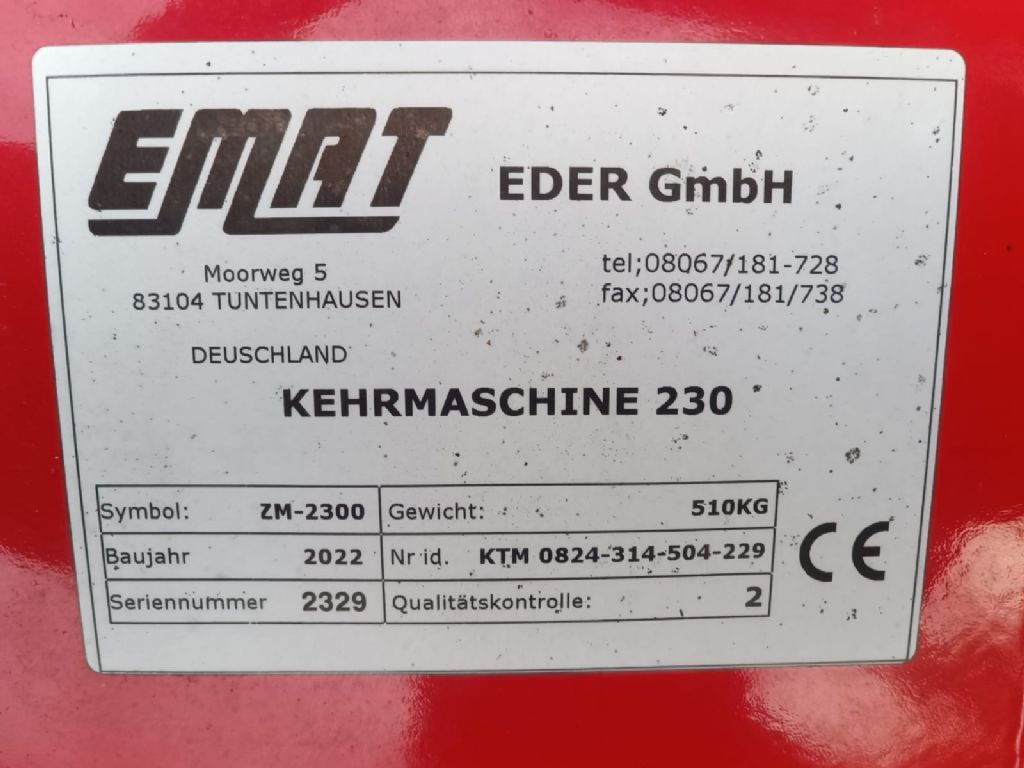 EMAT
EDER GmbH
Moorweg 5
83104 TUNTENHAUSEN
tel;08067/181-728
fax;08067/181/738
DEUSCHLAND
KEHRMASCHINE 230
Symbol: ZM-2300 Gewicht: 510KG
Baujahr 2022 Nr id. KTM 0824-314-504-229
Seriennummer 2329 Qualitätskontrolle: 2
CE